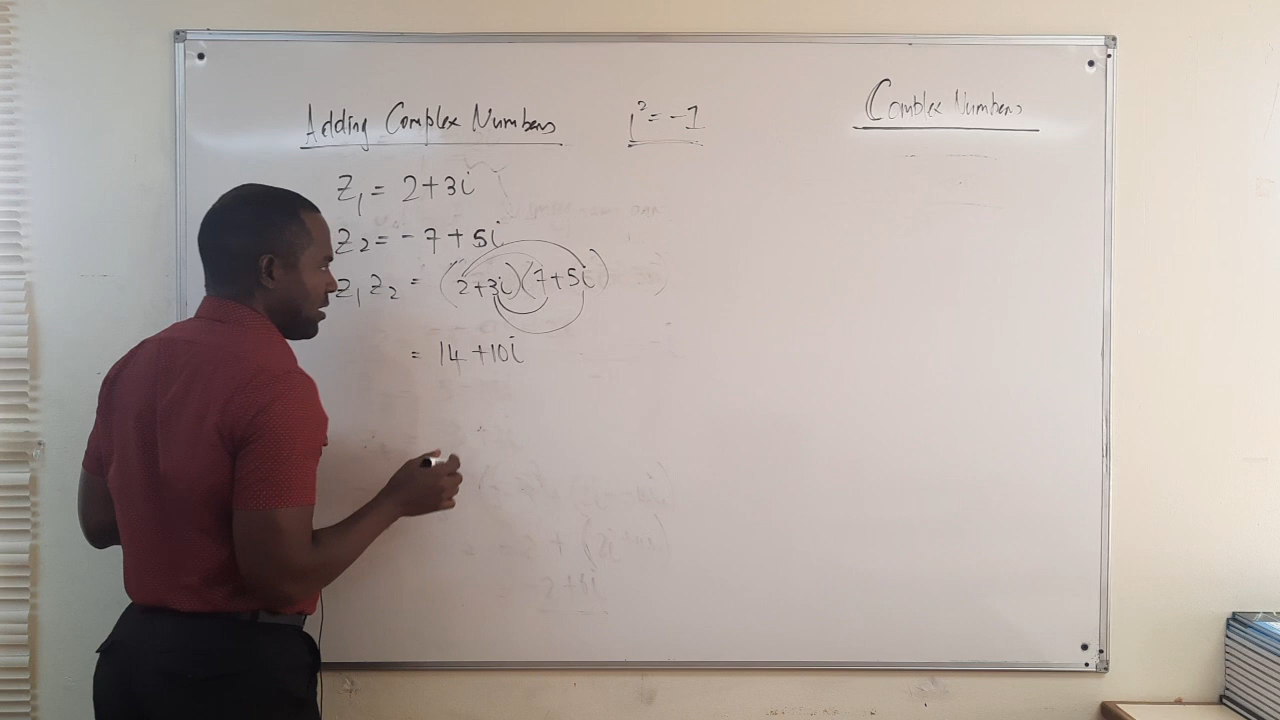 Adding Complex Numbers
i² = -1
Complex Numbers
Z₁ = 2+3i
Z₂ = -7+5i
Z₁Z₂ = (2+3i)(7+5i)
= 14+10i